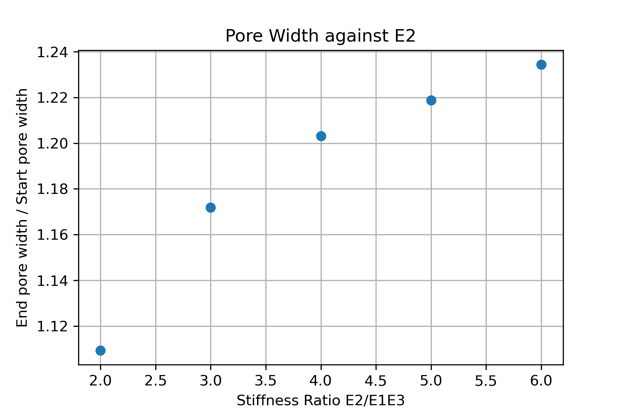 Pore Width against E2
End pore width / Start pore width
1.24
1.22
1.20
1.18
1.16
1.14
1.12
2.0 2.5 3.0 3.5 4.0 4.5 5.0 5.5 6.0
Stiffness Ratio E2/E1E3